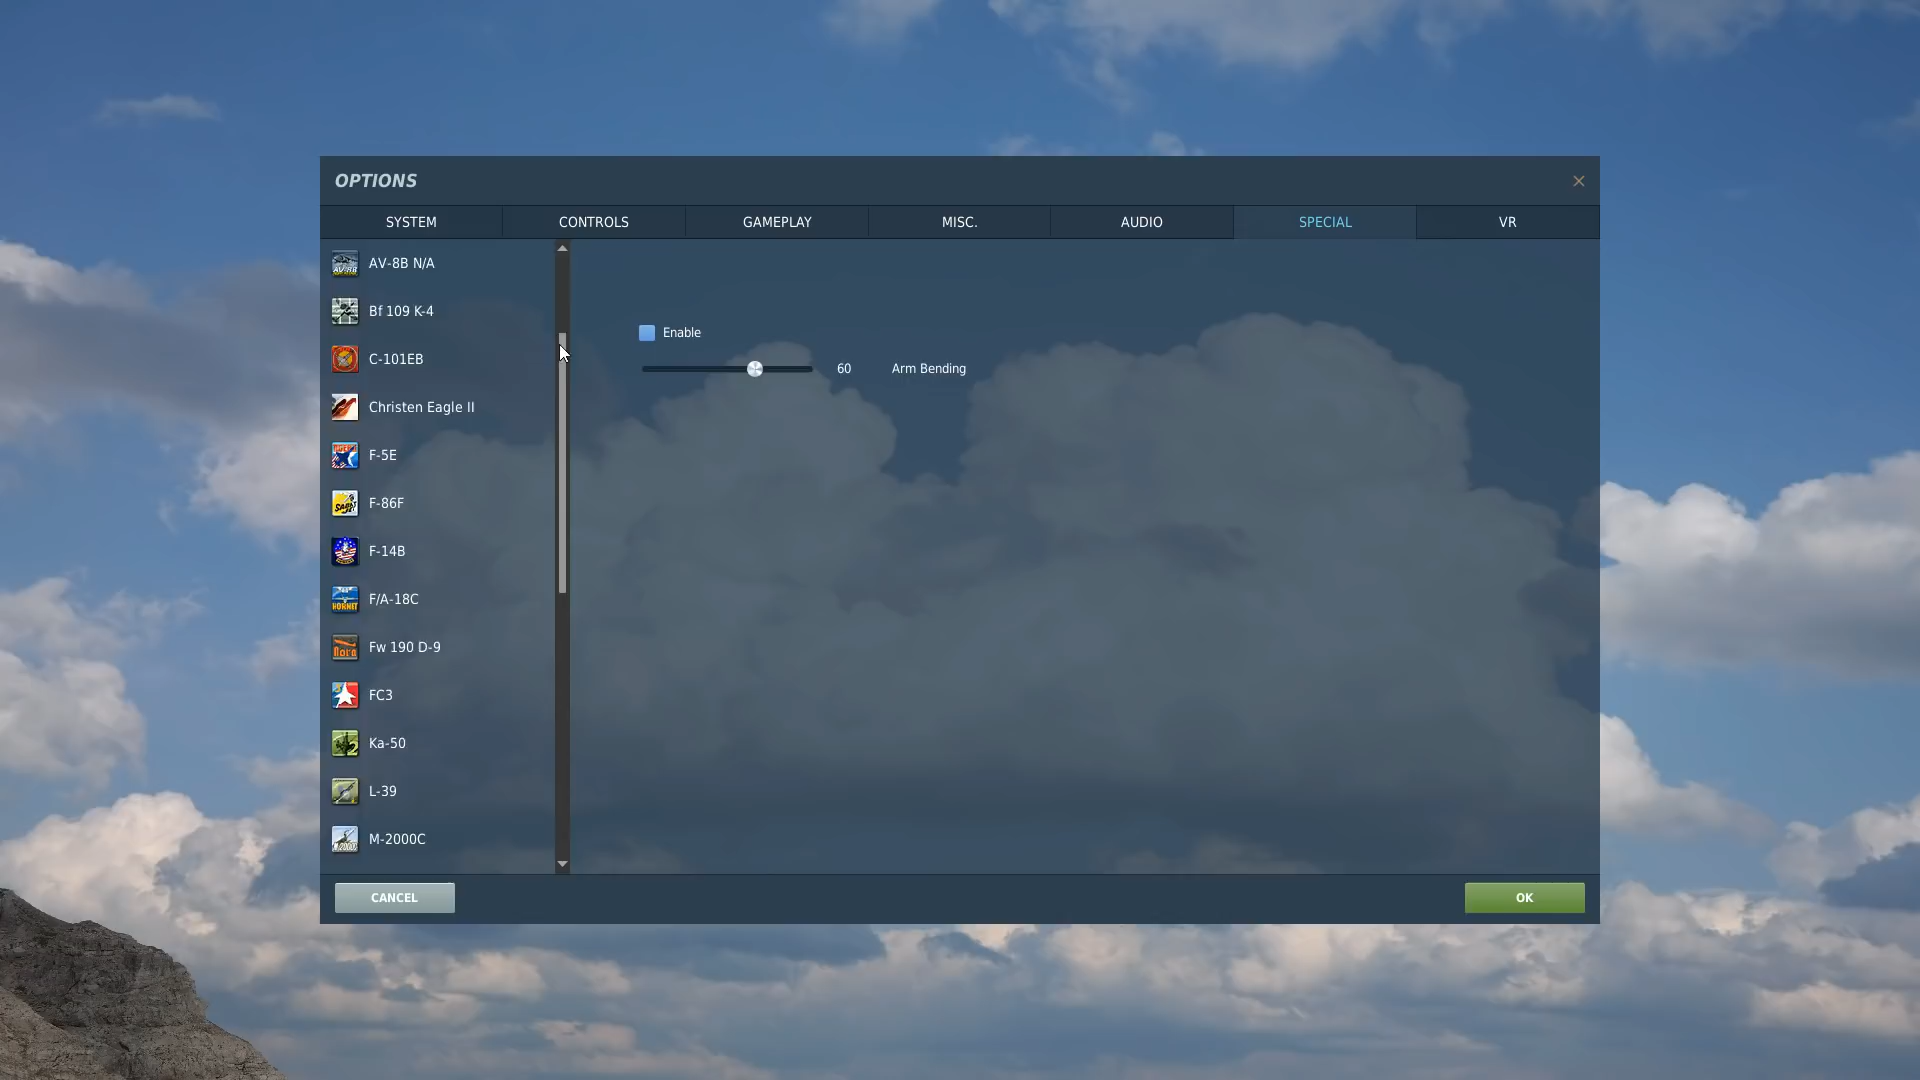 OPTIONS
SYSTEM CONTROLS GAMEPLAY MISC. AUDIO SPECIAL VR
AV-8B N/A
Bf 109 K-4
C-101EB
Christen Eagle II
F-5E
F-86F
F-14B
F/A-18C
Fw 190 D-9
FC3
Ka-50
L-39
M-2000C
Enable
60 Arm Bending
CANCEL OK